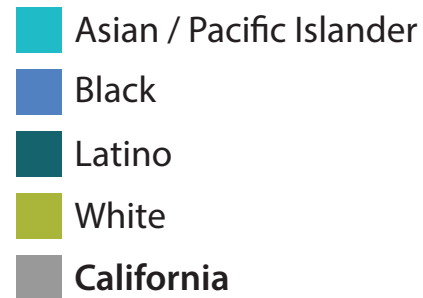 Asian / Pacific Islander
Black
Latino
White
California